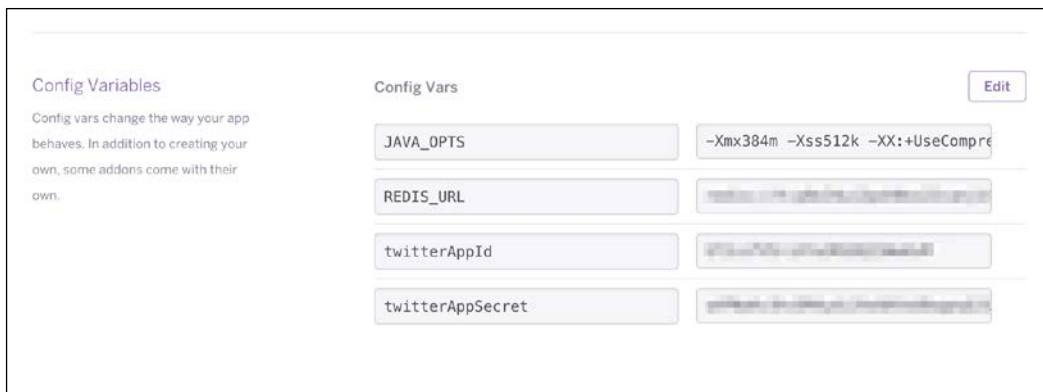 Config Variables
Config vars change the way your app
behaves. In addition to creating your
own, some addons come with their
own.
Config Vars
Edit
JAVA_OPTS
-Xmx384m -Xss512k -XX:+UseCompre
REDIS_URL
twitterAppId
twitterAppSecret